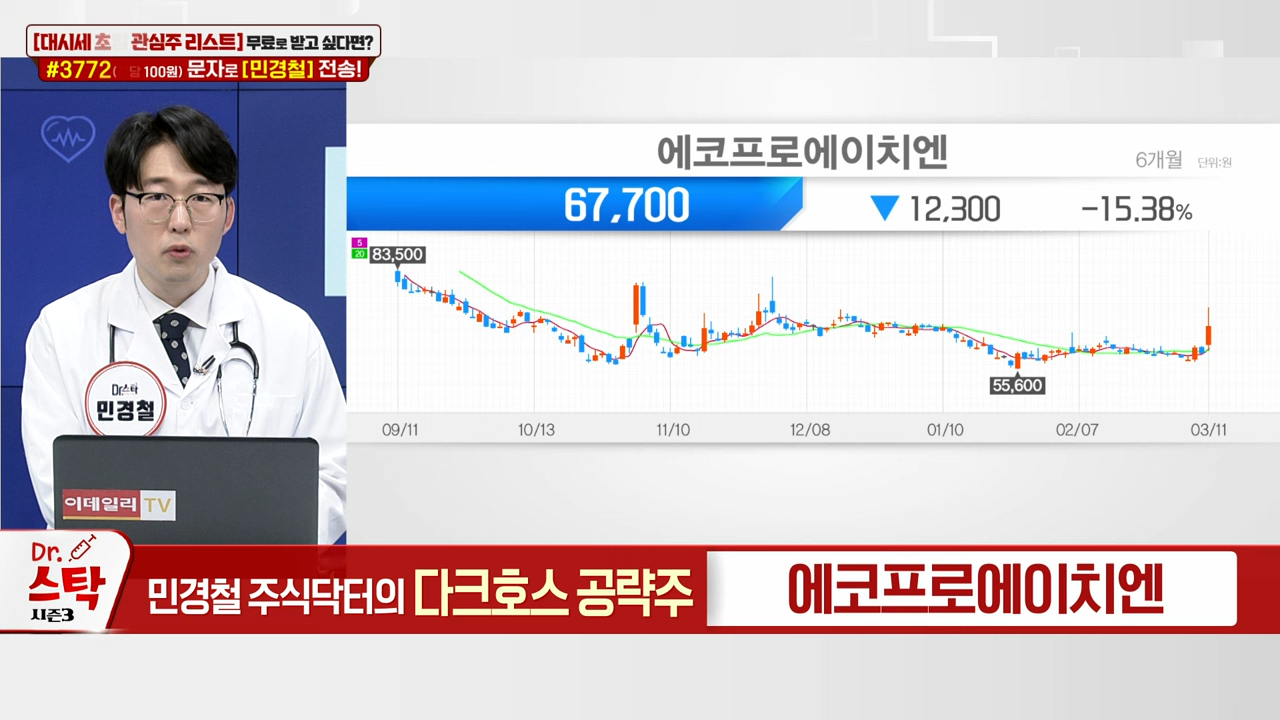 [대시세 초 관심주 리스트] 무료로 받고 싶다면?
#3772( 당 100원) 문자로 [민경철] 전송!
에코프로에이치엔
6개월 단위:원
67,700 ▼ 12,300 -15.38%
5
20
83,500
55,600
09/11 10/13 11/10 12/08 01/10 02/07 03/11
Dr.스탁
민경철
이데일리 TV
Dr.
스탁
시즌3
민경철 주식닥터의 다크호스 공략주
에코프로에이치엔